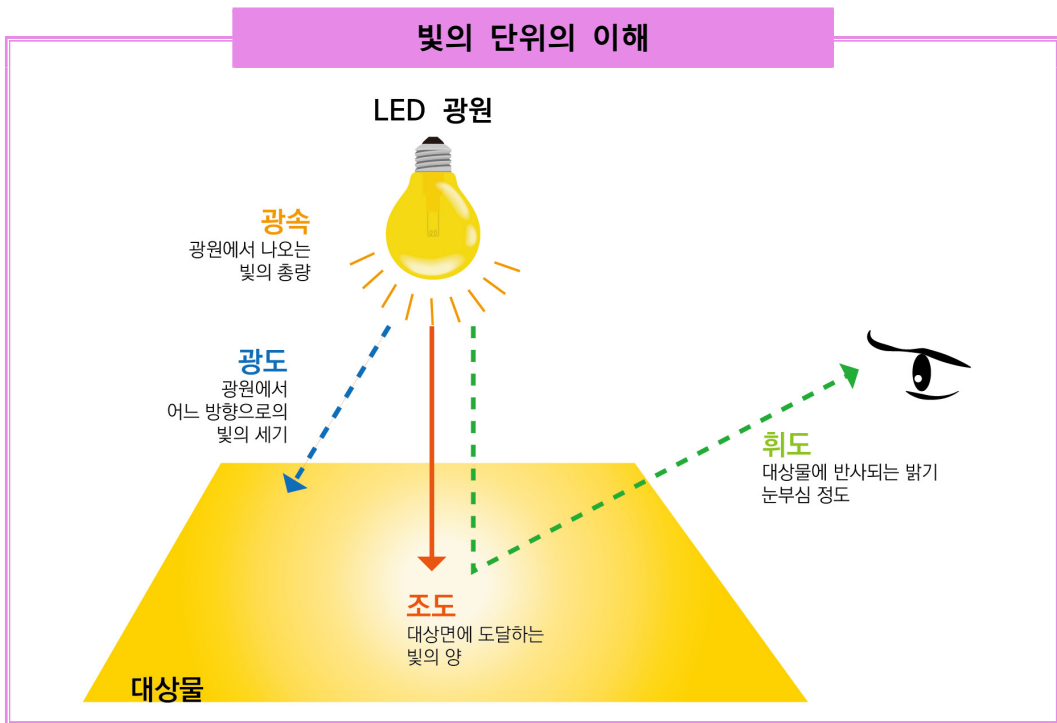 빛의 단위의 이해
LED 광원
광속
광원에서 나오는
빛의 총량
광도
광원에서
어느 방향으로의
빛의 세기
휘도
대상물에 반사되는 밝기
눈부심 정도
조도
대상면에 도달하는
빛의 양
대상물